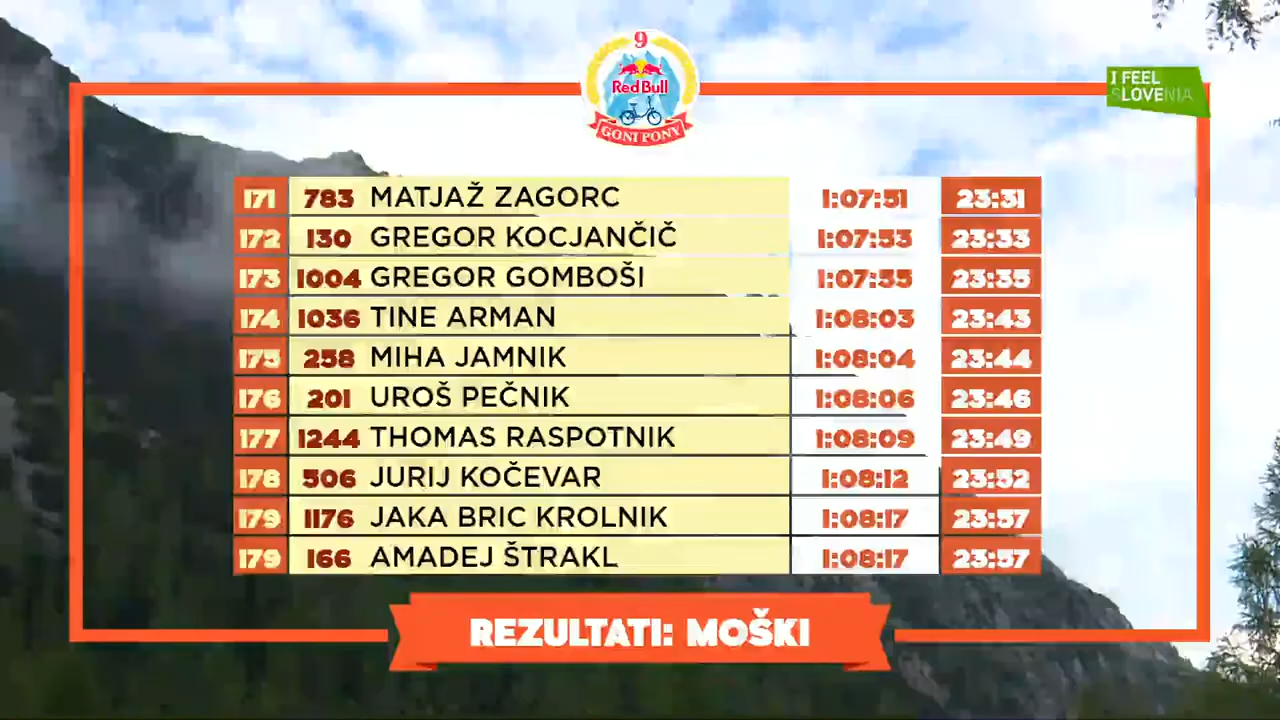 9
Red Bull
GONI PONY
I FEEL
SLOVENIA
171 783 MATJAŽ ZAGORC 1:07:51 23:31
172 130 GREGOR KOCJANČIČ 1:07:53 23:33
173 1004 GREGOR GOMBOŠI 1:07:55 23:35
174 1036 TINE ARMAN 1:08:03 23:43
175 258 MIHA JAMNIK 1:08:04 23:44
176 201 UROŠ PEČNIK 1:08:06 23:46
177 1244 THOMAS RASPOTNIK 1:08:09 23:49
178 506 JURIJ KOČEVAR 1:08:12 23:52
179 1176 JAKA BRIC KROLNIK 1:08:17 23:57
179 166 AMADEJ ŠTRAKL 1:08:17 23:57
REZULTATI: MOŠKI